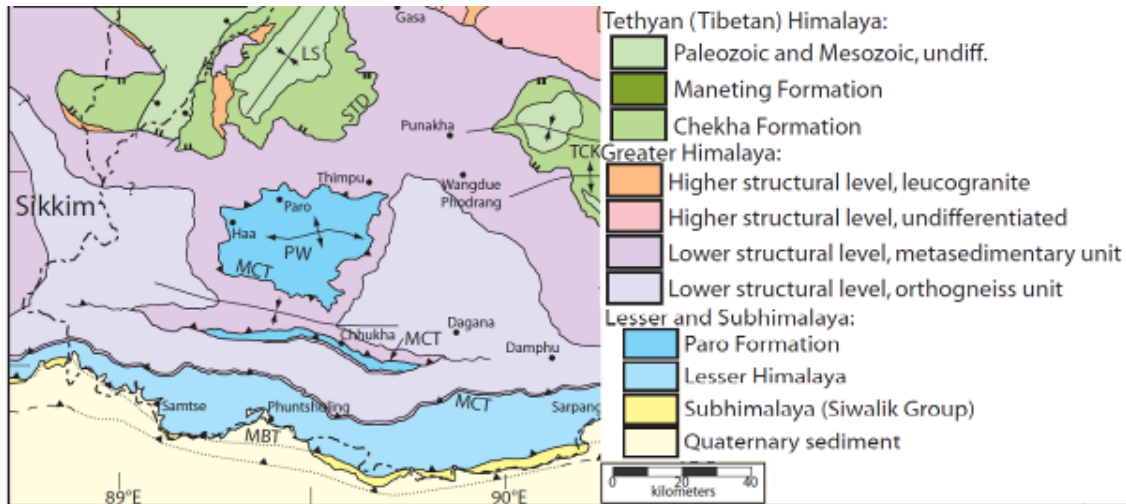 Gasa
LS
STD
Punakha
TCK
Thimpu
Wangdue
Phodrang
Sikkim
?
Paro
Haa
PW
MCT
Chhukha
MCT
Dagana
Damphu
Samtse
Phuntsholing
MCT
Sarpang
MBT
89°E
90°E
Tethyan (Tibetan) Himalaya:
Paleozoic and Mesozoic, undiff.
Maneting Formation
Chekha Formation
Greater Himalaya:
Higher structural level, leucogranite
Higher structural level, undifferentiated
Lower structural level, metasedimentary unit
Lower structural level, orthogneiss unit
Lesser and Subhimalaya:
Paro Formation
Lesser Himalaya
Subhimalaya (Siwalik Group)
Quaternary sediment
0 20 40
kilometers